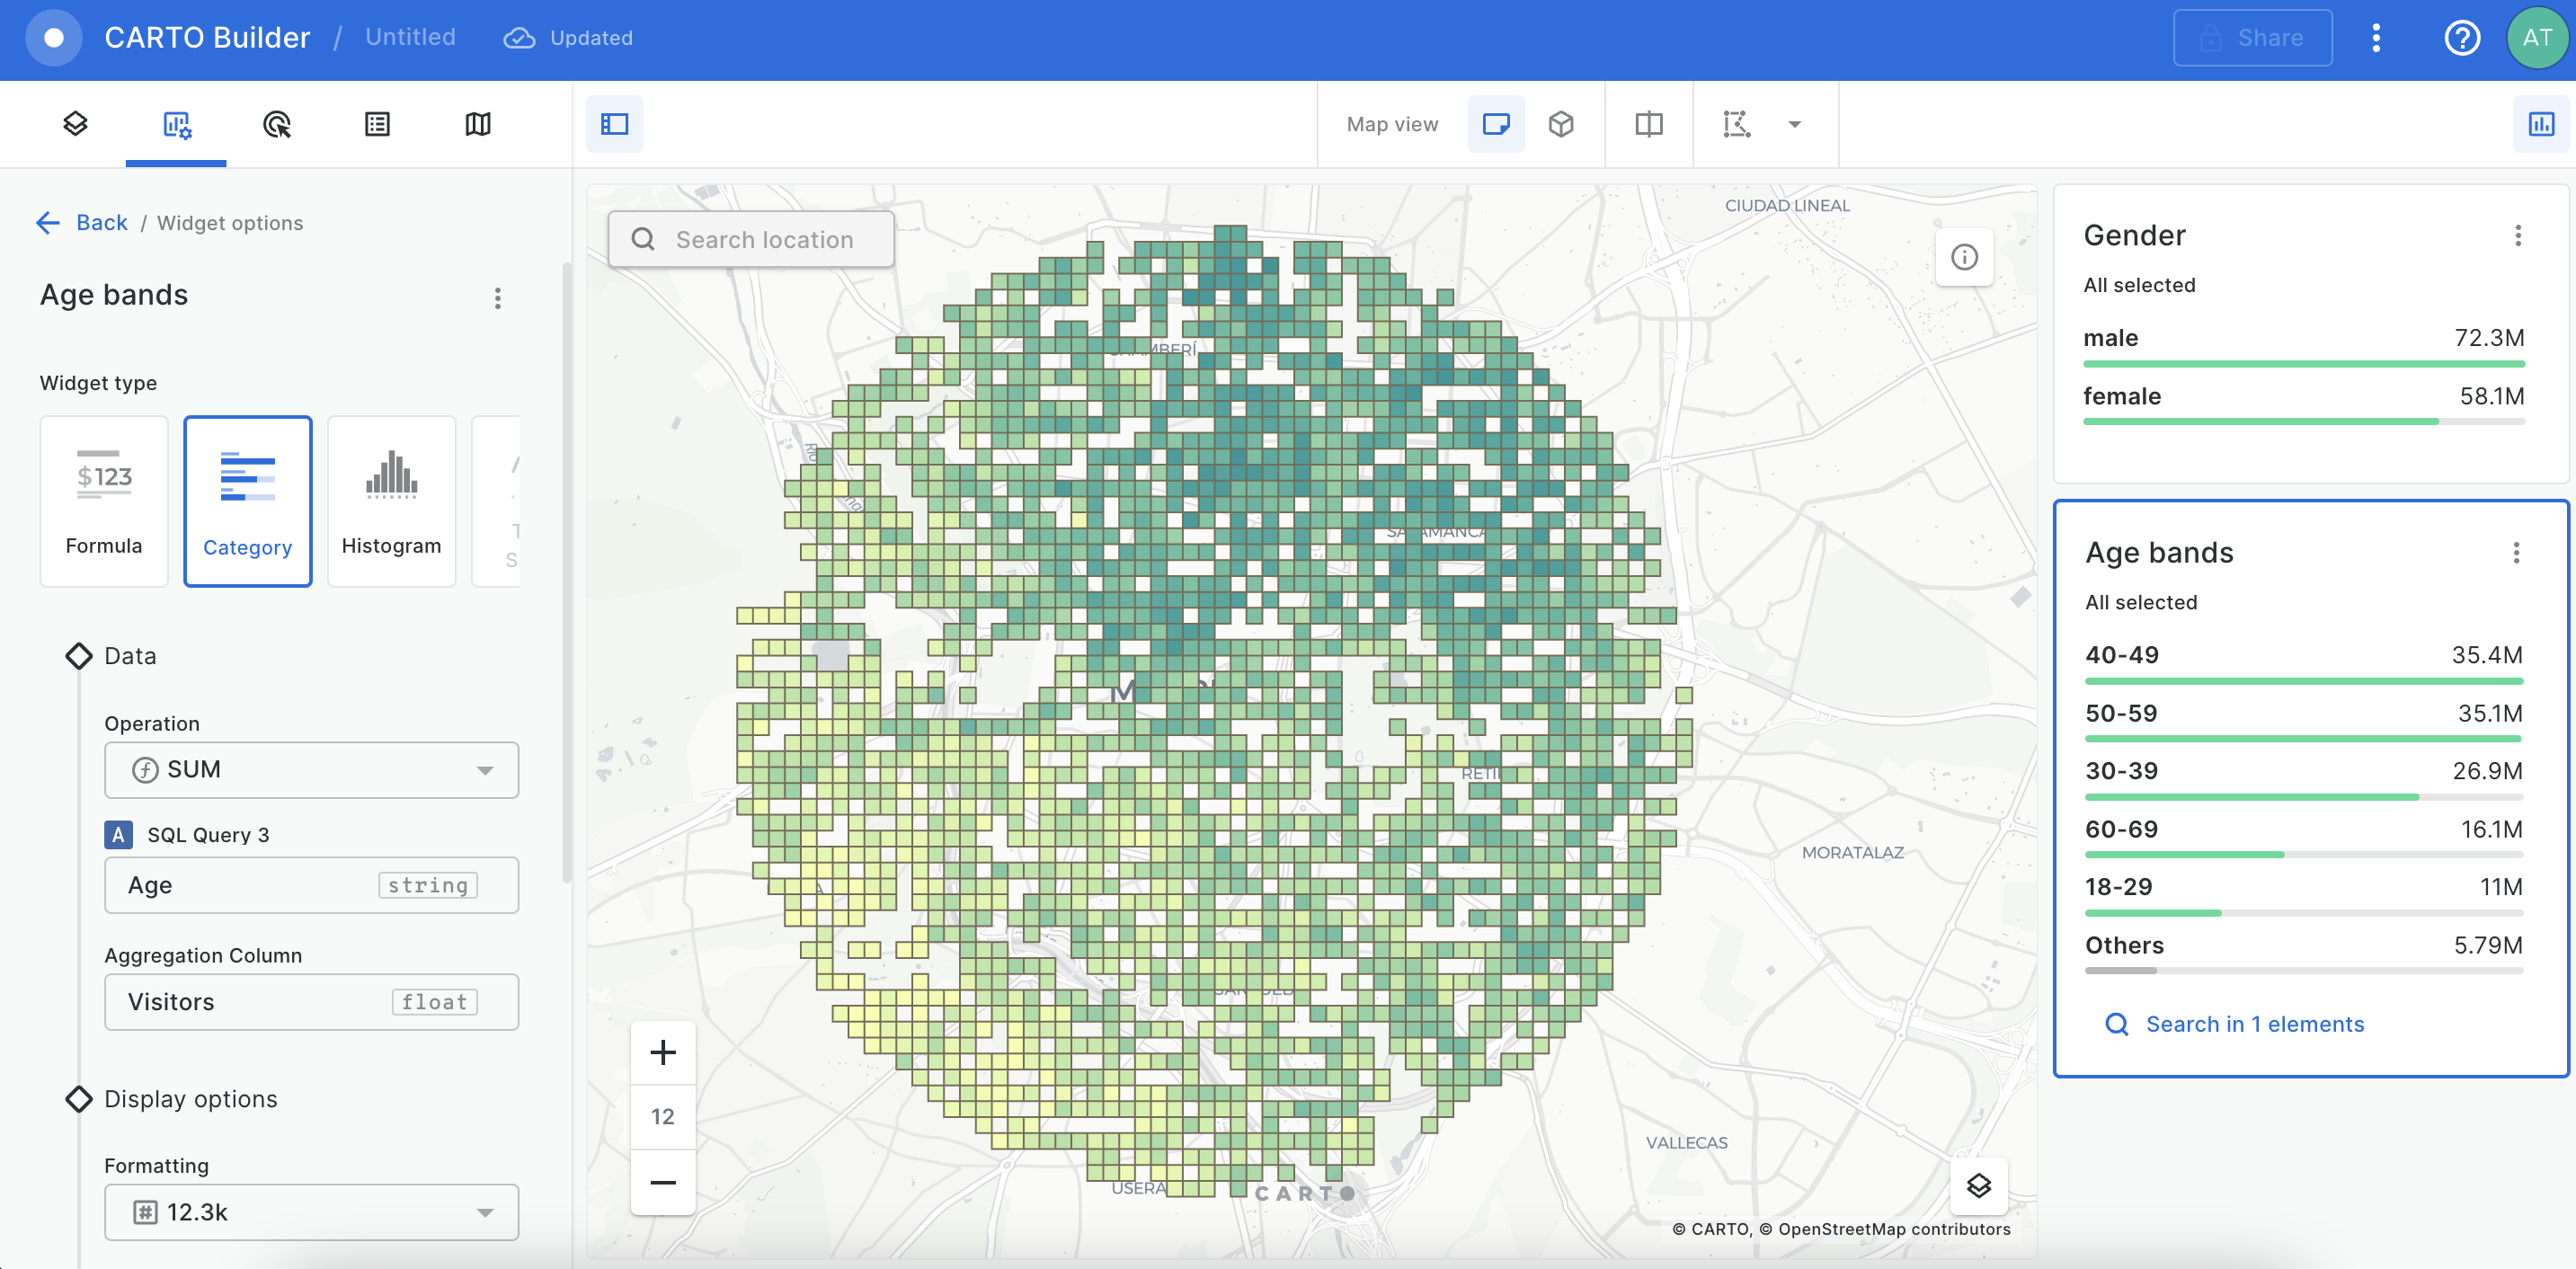 CARTO Builder / Untitled Updated
Share
AT
Map view
Back / Widget options
Age bands
Widget type
$123
Formula
Category
Histogram
T
S
Data
Operation
SUM
A SQL Query 3
Age string
Aggregation Column
Visitors float
Display options
Formatting
12.3k
Search location
CIUDAD LINEAL
SALAMANCA
MORATALAZ
VALLECAS
USERA
CARTO
+
12
−
© CARTO, © OpenStreetMap contributors
Gender
All selected
male 72.3M
female 58.1M
Age bands
All selected
40-49 35.4M
50-59 35.1M
30-39 26.9M
60-69 16.1M
18-29 11M
Others 5.79M
Search in 1 elements